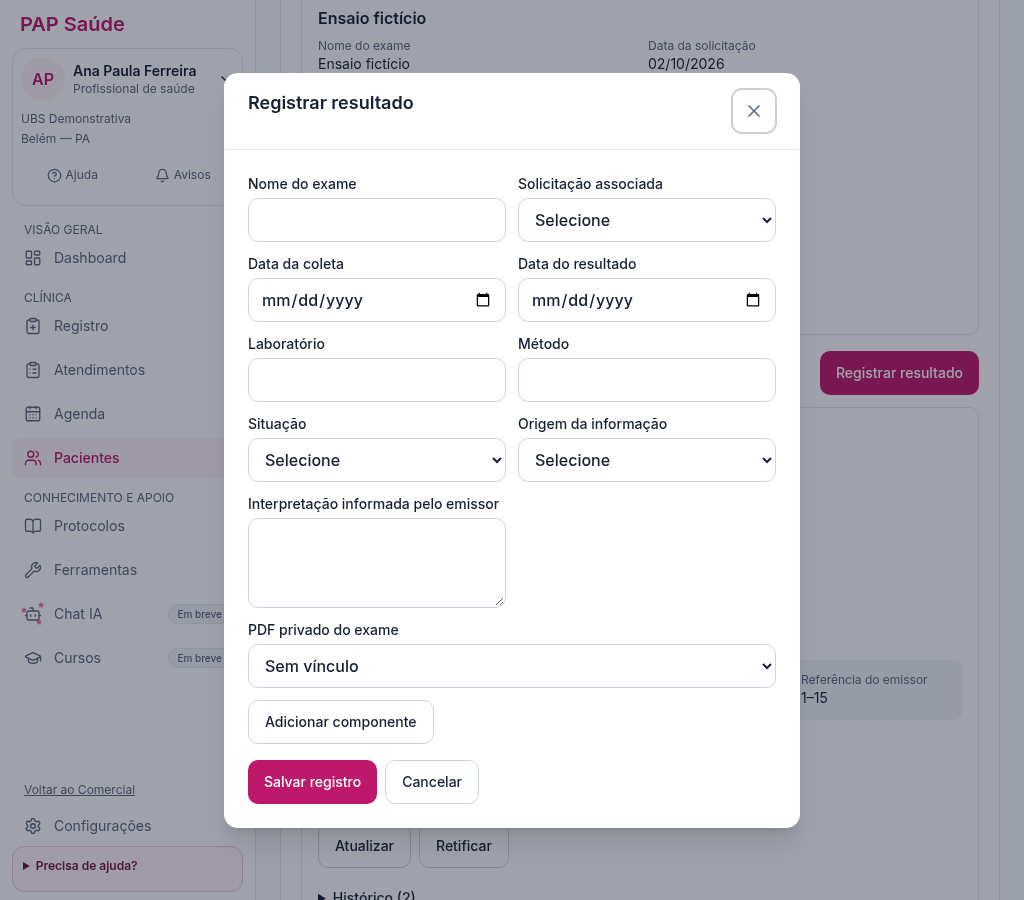 PAP Saúde
AP
Ana Paula Ferreira
Profissional de saúde
UBS Demonstrativa
Belém — PA
Ajuda
Avisos
VISÃO GERAL
Dashboard
CLÍNICA
Registro
Atendimentos
Agenda
Pacientes
CONHECIMENTO E APOIO
Protocolos
Ferramentas
Chat IA
Em breve
Cursos
Em breve
Voltar ao Comercial
Configurações
Precisa de ajuda?
Ensaio fictício
Nome do exame
Data da solicitação
Ensaio fictício
02/10/2026
Registrar resultado
Nome do exame
Solicitação associada
Selecione
Data da coleta
Data do resultado
mm/dd/yyyy
mm/dd/yyyy
Laboratório
Método
Situação
Origem da informação
Selecione
Selecione
Interpretação informada pelo emissor
PDF privado do exame
Sem vínculo
Adicionar componente
Salvar registro
Cancelar
Registrar resultado
Referência do emissor
1–15
Atualizar
Retificar
Histórico (2)